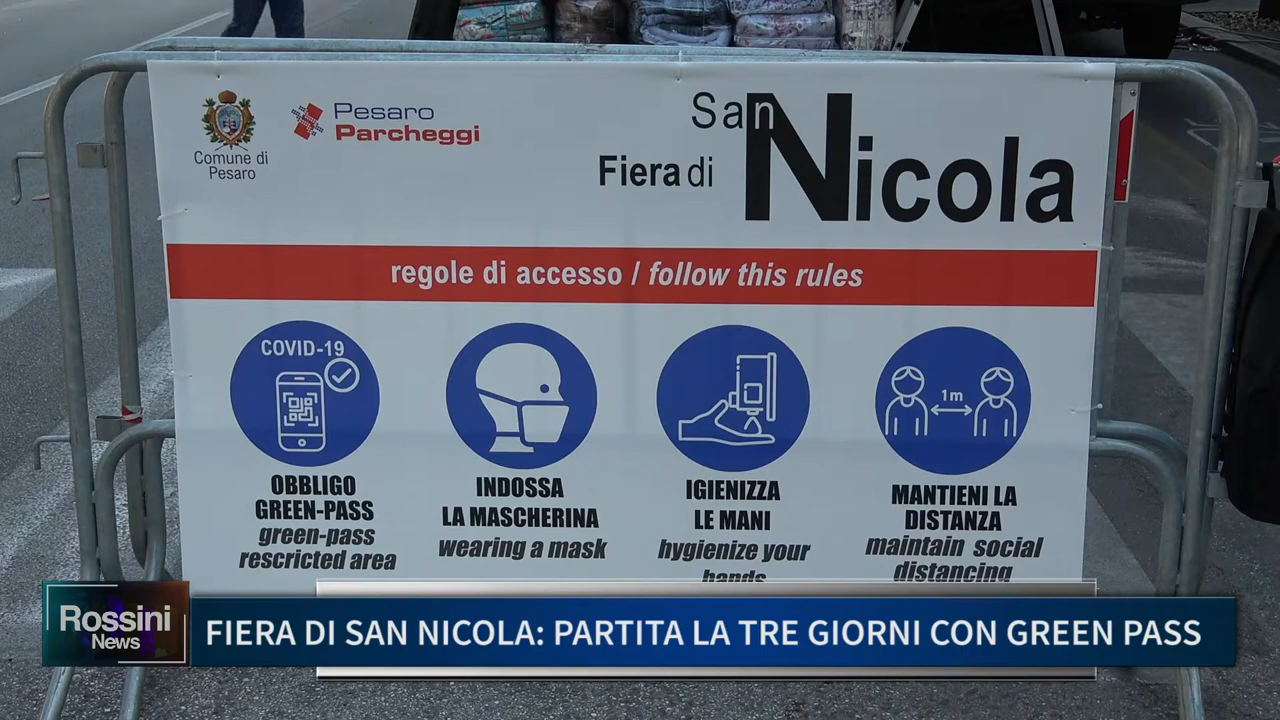 Comune di
Pesaro
Pesaro
Parcheggi
San
Fiera di Nicola
regole di accesso / follow this rules
COVID-19
1m
OBBLIGO
GREEN-PASS
green-pass
rescricted area
INDOSSA
LA MASCHERINA
wearing a mask
IGIENIZZA
LE MANI
hygienize your
hands
MANTIENI LA
DISTANZA
maintain social
distancing
Rossini
News
FIERA DI SAN NICOLA: PARTITA LA TRE GIORNI CON GREEN PASS